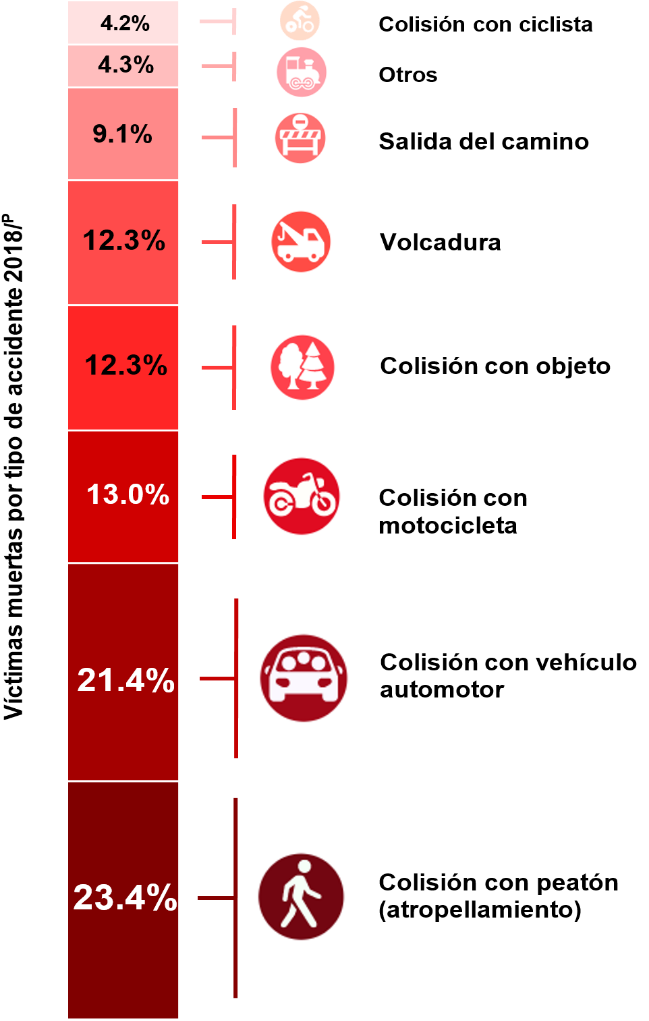 Víctimas muertas por tipo de accidente 2018/P
4.2%
Colisión con ciclista
4.3%
Otros
9.1%
Salida del camino
12.3%
Volcadura
12.3%
Colisión con objeto
13.0%
Colisión con
motocicleta
21.4%
Colisión con vehículo
automotor
23.4%
Colisión con peatón
(atropellamiento)